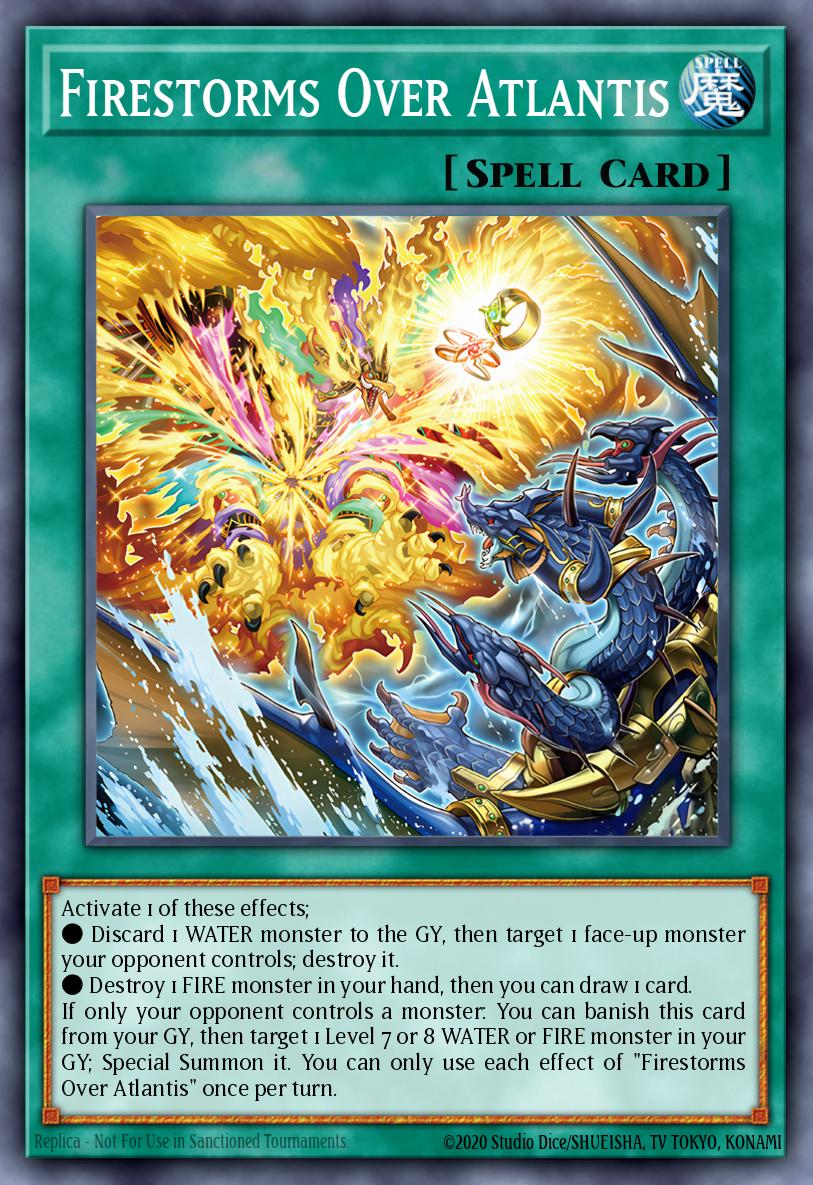 Firestorms Over Atlantis
SPELL
魔
[Spell Card]
Activate 1 of these effects;
● Discard 1 WATER monster to the GY, then target 1 face-up monster
your opponent controls; destroy it.
● Destroy 1 FIRE monster in your hand, then you can draw 1 card.
If only your opponent controls a monster: You can banish this card
from your GY, then target 1 Level 7 or 8 WATER or FIRE monster in your
GY; Special Summon it. You can only use each effect of "Firestorms
Over Atlantis" once per turn.
Replica - Not For Use in Sanctioned Tournaments.
©2020 Studio Dice/SHUEISHA, TV TOKYO, KONAMI